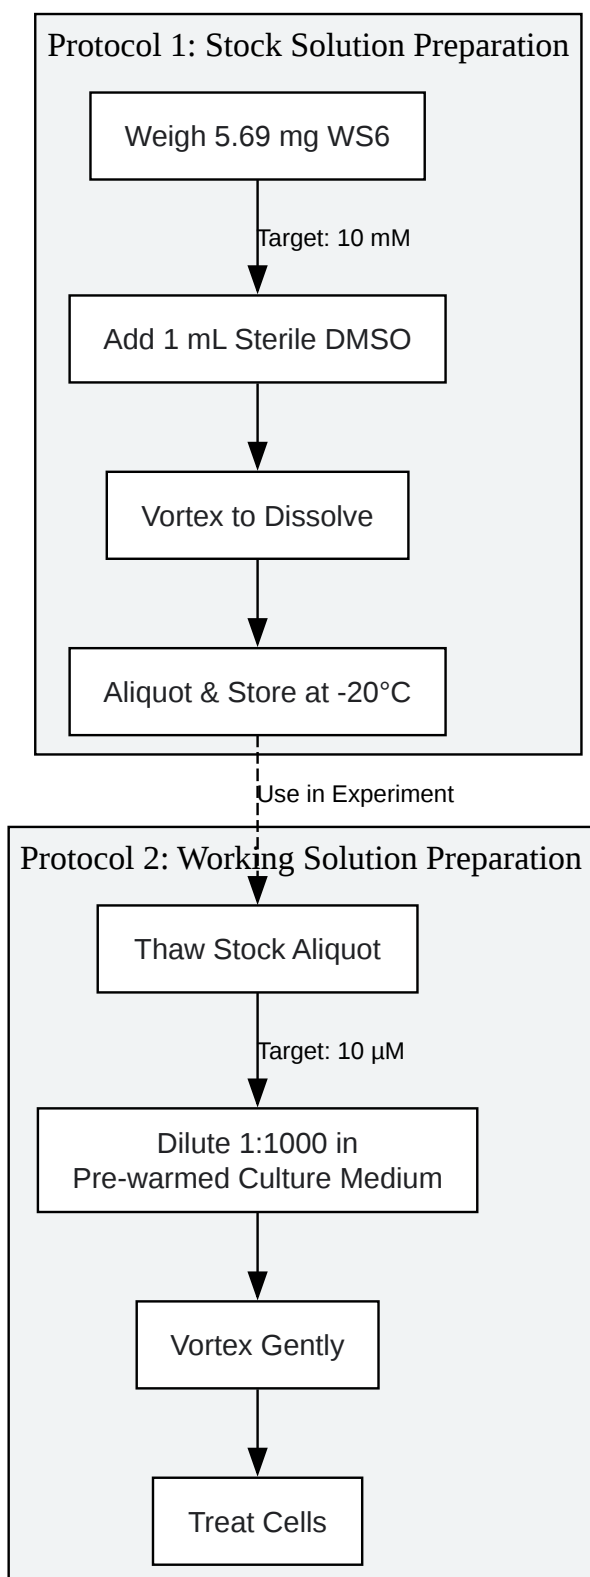 Protocol 1: Stock Solution Preparation
Weigh 5.69 mg WS6
Target: 10 mM
Add 1 mL Sterile DMSO
Vortex to Dissolve
Aliquot & Store at -20°C
Use in Experiment
Protocol 2: Working Solution Preparation
Thaw Stock Aliquot
Target: 10 µM
Dilute 1:1000 in
Pre-warmed Culture Medium
Vortex Gently
Treat Cells